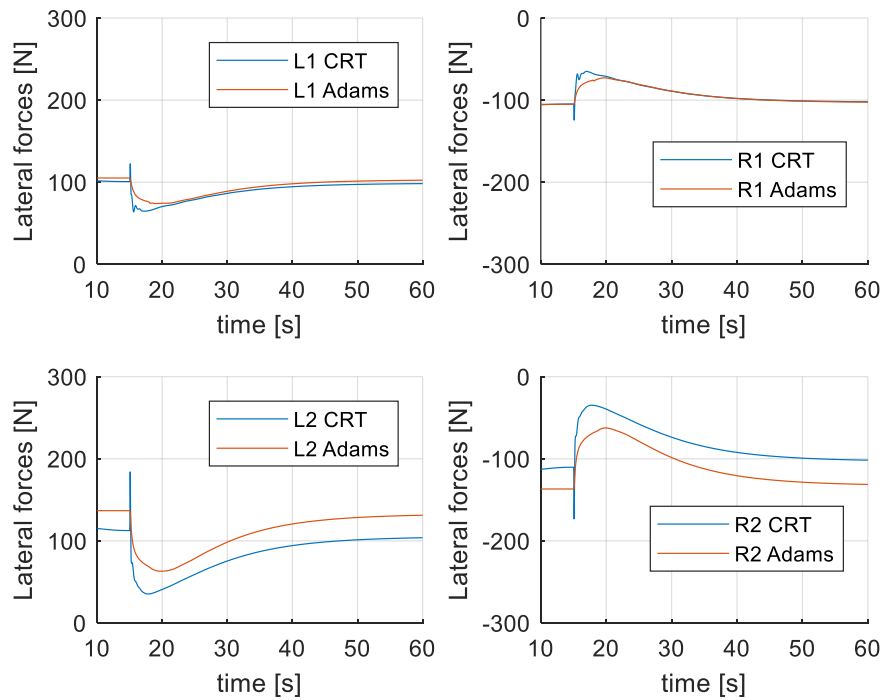 300
200
100
0
Lateral forces [N]
L1 CRT
L1 Adams
10 20 30 40 50 60
time [s]
-0
-100
-200
-300
Lateral forces [N]
R1 CRT
R1 Adams
10 20 30 40 50 60
time [s]
300
200
100
0
Lateral forces [N]
L2 CRT
L2 Adams
10 20 30 40 50 60
time [s]
0
-100
-200
-300
Lateral forces [N]
R2 CRT
R2 Adams
10 20 30 40 50 60
time [s]